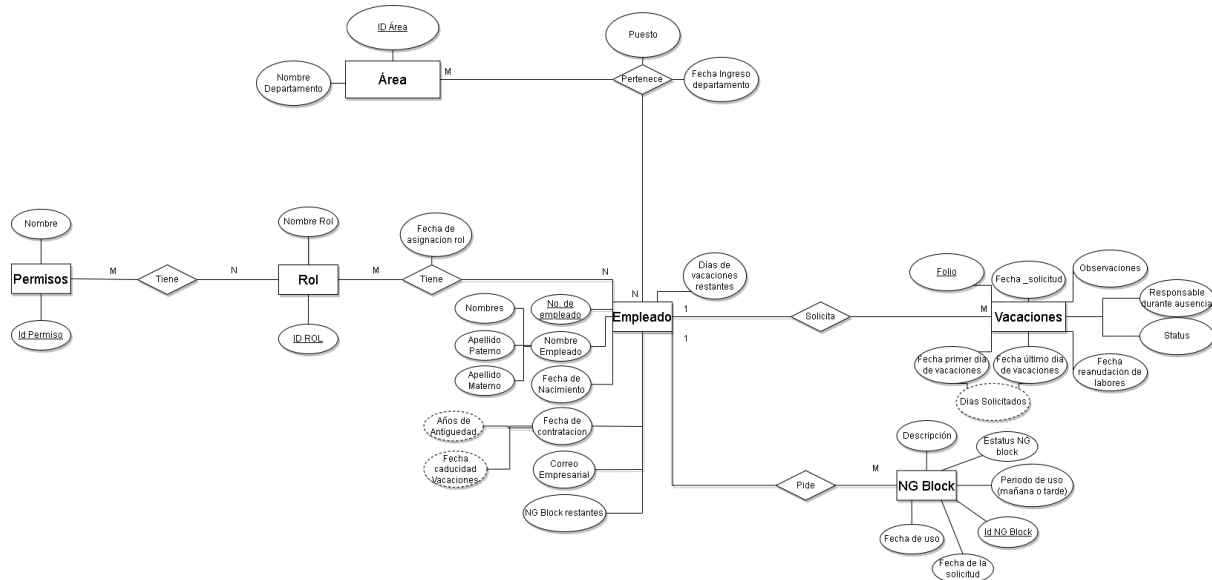 ID Área
Puesto
Nombre
Departamento
Área
M
Pertenece
Fecha Ingreso
departamento
Nombre
Nombre Rol
Fecha de
asignacion rol
Permisos
M
Tiene
N
Rol
M
Tiene
N
Id Permiso
ID ROL
Días de
vacaciones
restantes
N
Empleado
1
1
No. de
empleado
Nombres
Apellido
Paterno
Apellido
Materno
Nombre
Empleado
Fecha de
Nacimiento
Años de
Antiguedad
Fecha
caducidad
Vacaciones
Fecha de
contratacion
Correo
Empresarial
NG Block restantes
Solicita
M
Folio
Fecha _solicitud
Observaciones
Vacaciones
Responsable
durante ausencia
Status
Fecha primer dia
de vacaciones
Fecha último dia
de vacaciones
Fecha
reanudacion de
labores
Dias Solicitados
Pide
M
Descripción
Estatus NG
block
NG Block
Periodo de uso
(mañana o tarde)
Id NG Block
Fecha de uso
Fecha de la
solicitud